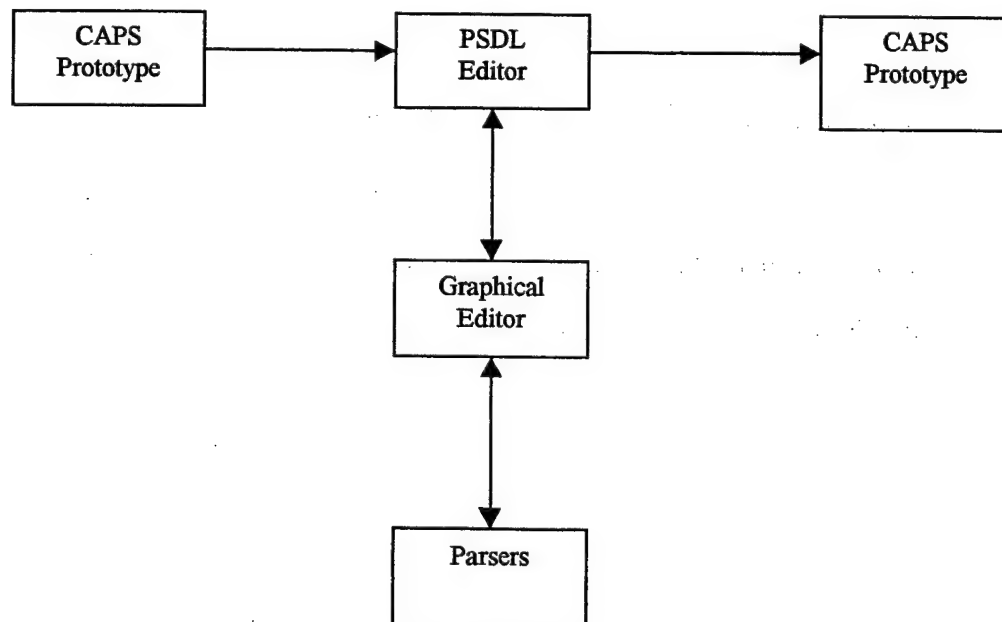 CAPS
Prototype
PSDL
Editor
CAPS
Prototype
Graphical
Editor
Parsers